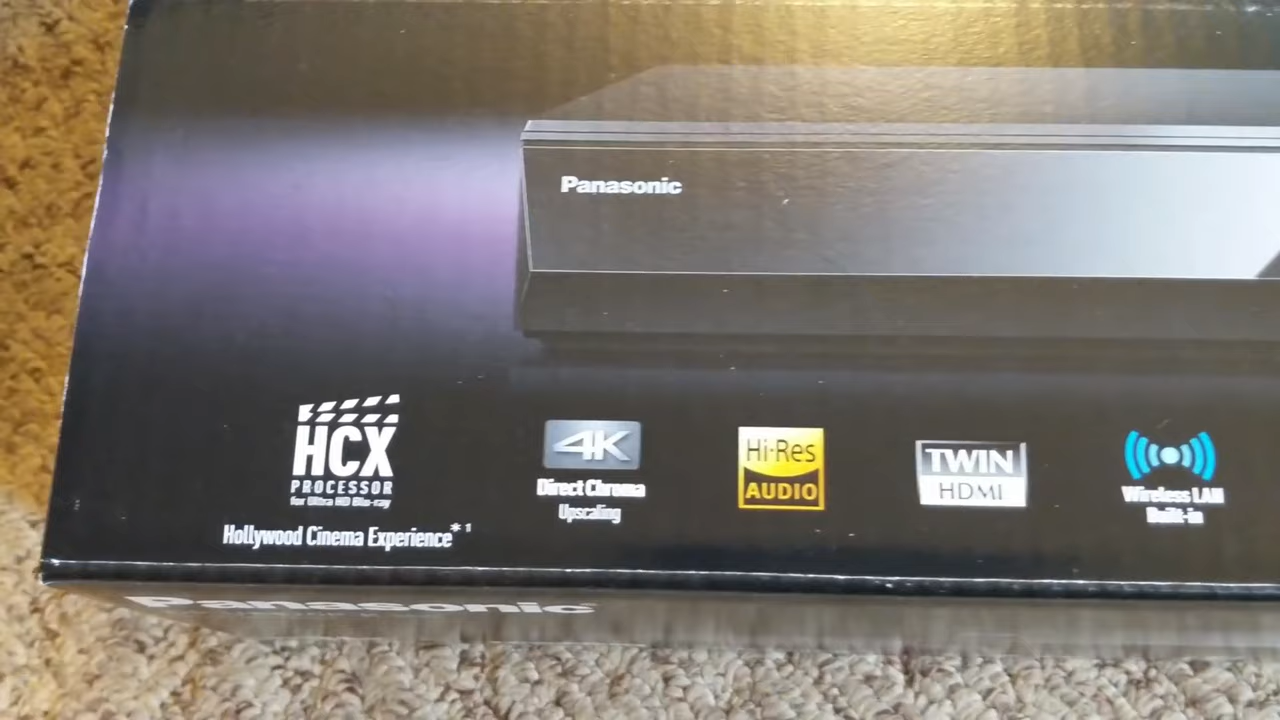 Panasonic
HCX
PROCESSOR
for Ultra HD Blu-ray
Hollywood Cinema Experience*1
4K
Direct Chroma
Upscaling
Hi-Res
AUDIO
TWIN
HDMI
Wireless LAN
Built-in
Panasonic